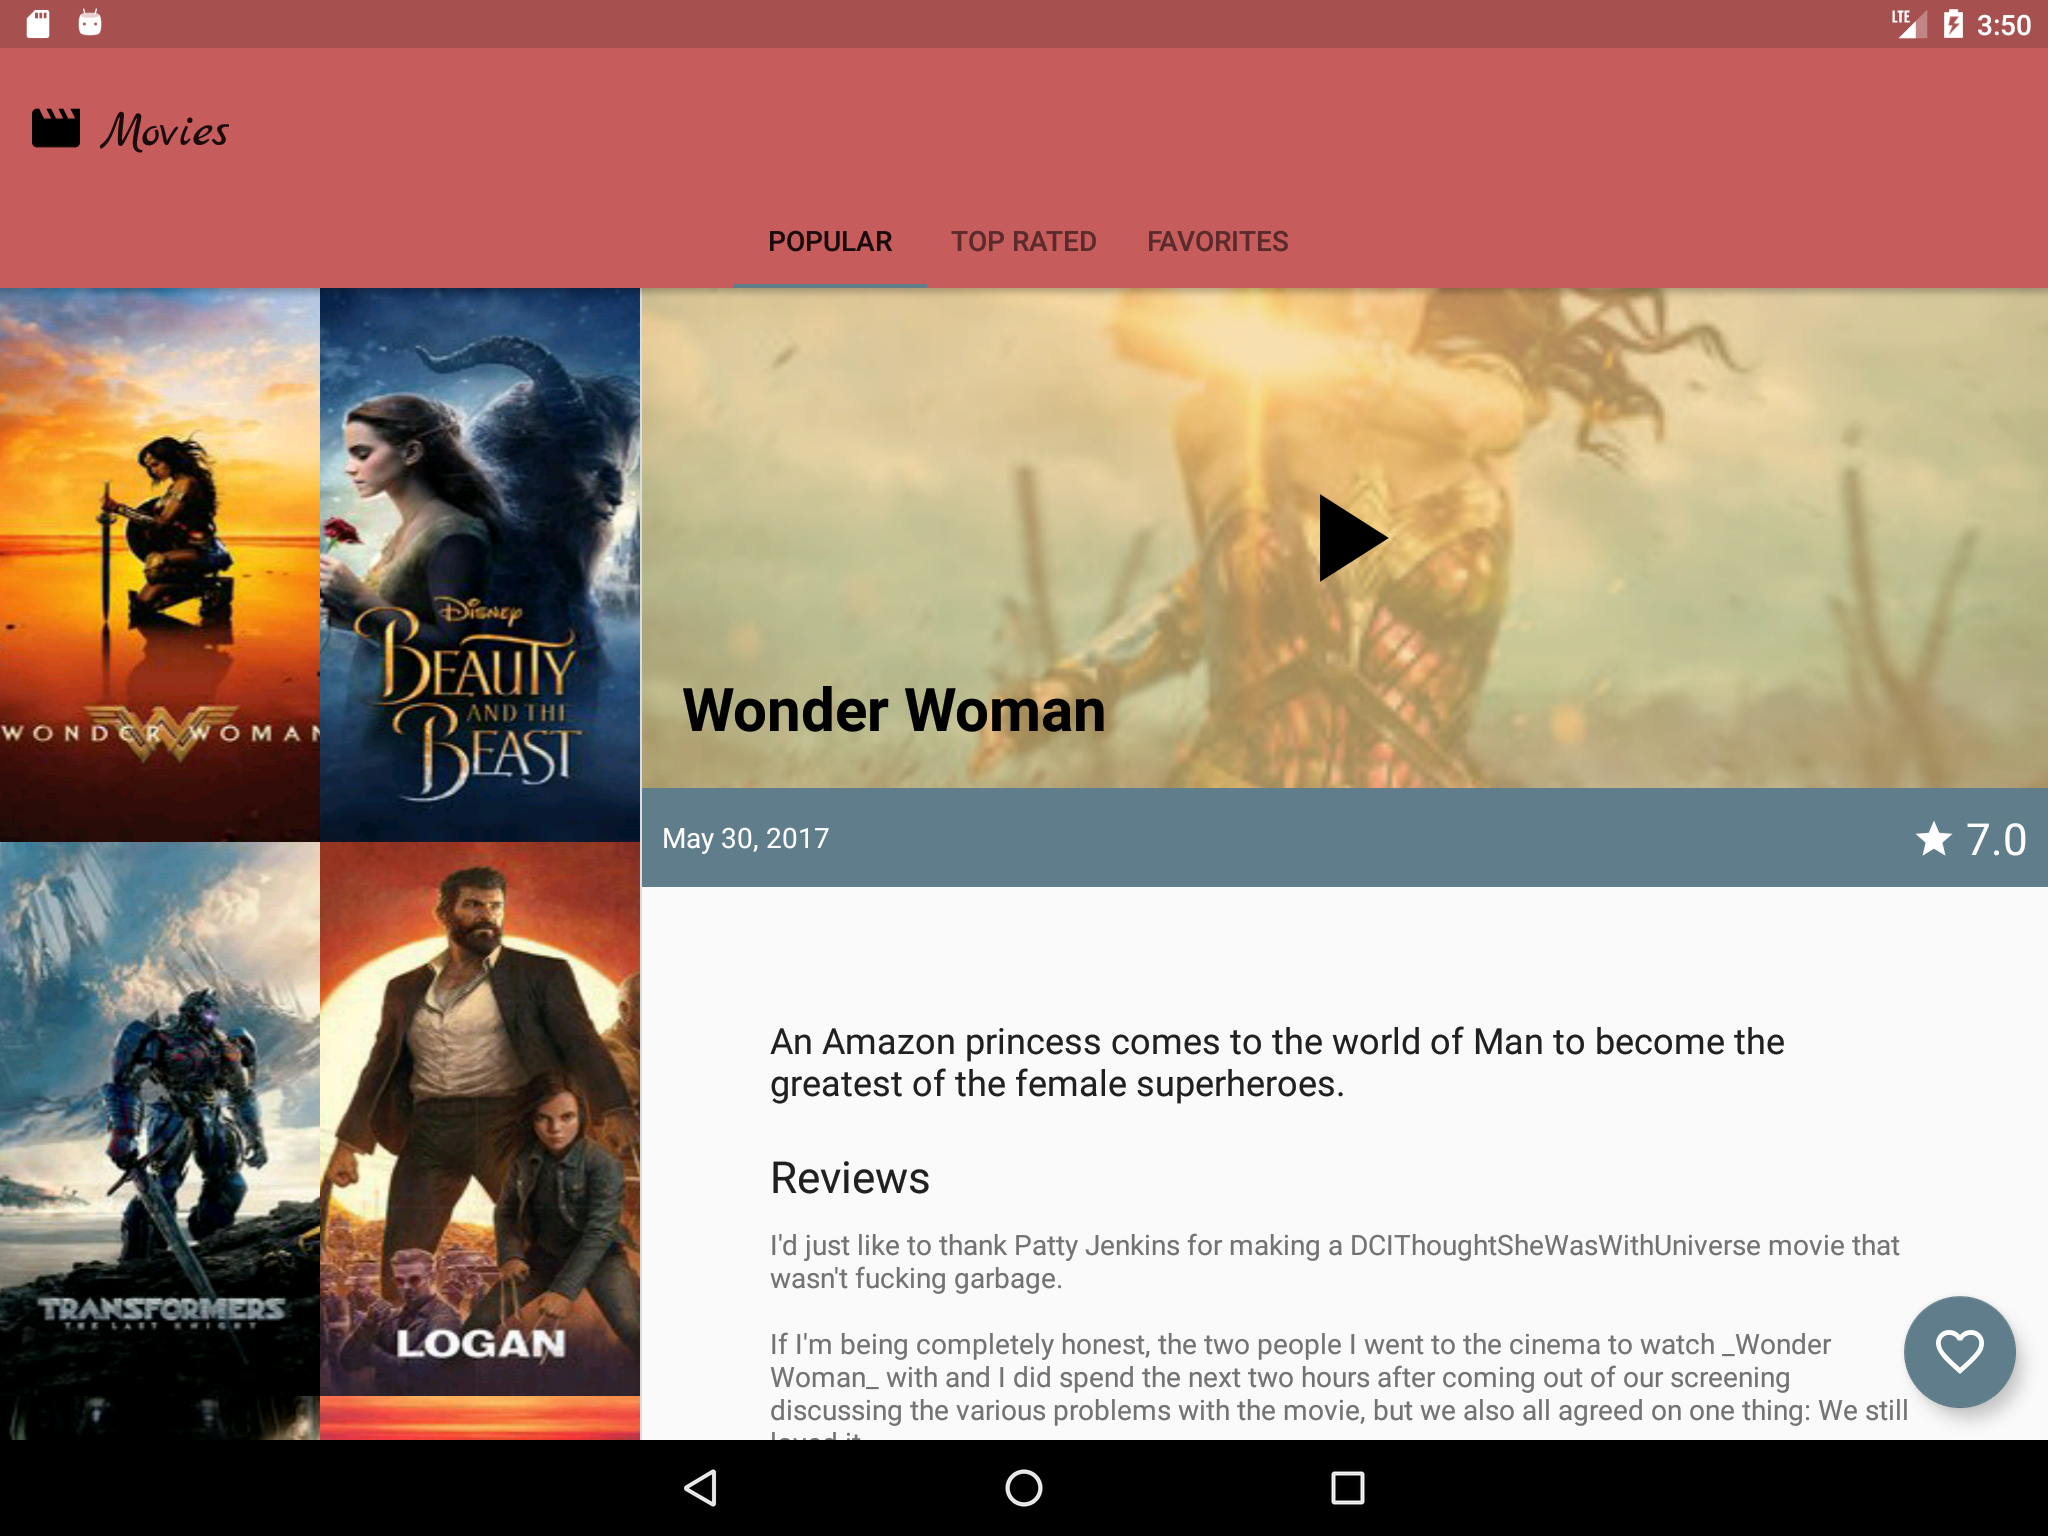 LTE 3:50
Movies
POPULAR TOP RATED FAVORITES
WONDER WOMAN
Disney
BEAUTY
AND THE
BEAST
TRANSFORMERS
THE LAST KNIGHT
LOGAN
Wonder Woman
May 30, 2017
7.0
An Amazon princess comes to the world of Man to become the
greatest of the female superheroes.
Reviews
I'd just like to thank Patty Jenkins for making a DCIThoughtSheWasWithUniverse movie that
wasn't fucking garbage.
If I'm being completely honest, the two people I went to the cinema to watch _Wonder
Woman_ with and I did spend the next two hours after coming out of our screening
discussing the various problems with the movie, but we also all agreed on one thing: We still